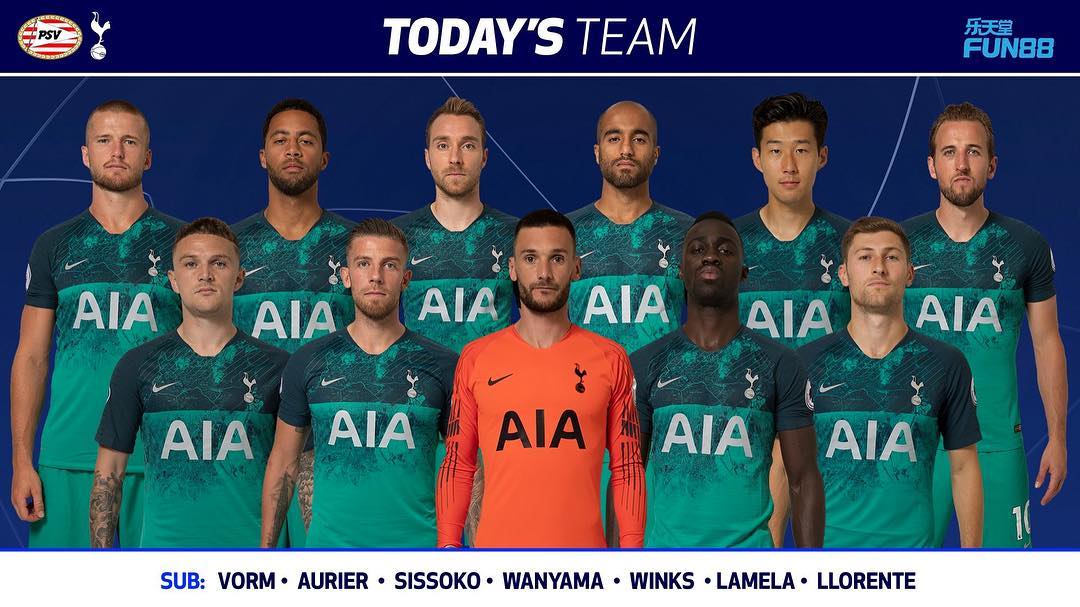 PSV
TODAY'S TEAM
乐天堂
FUN88
AIA AIA AIA AIA AIA AIA
AIA AIA AIA AIA AIA
10
SUB: VORM • AURIER • SISSOKO • WANYAMA • WINKS • LAMELA • LLORENTE